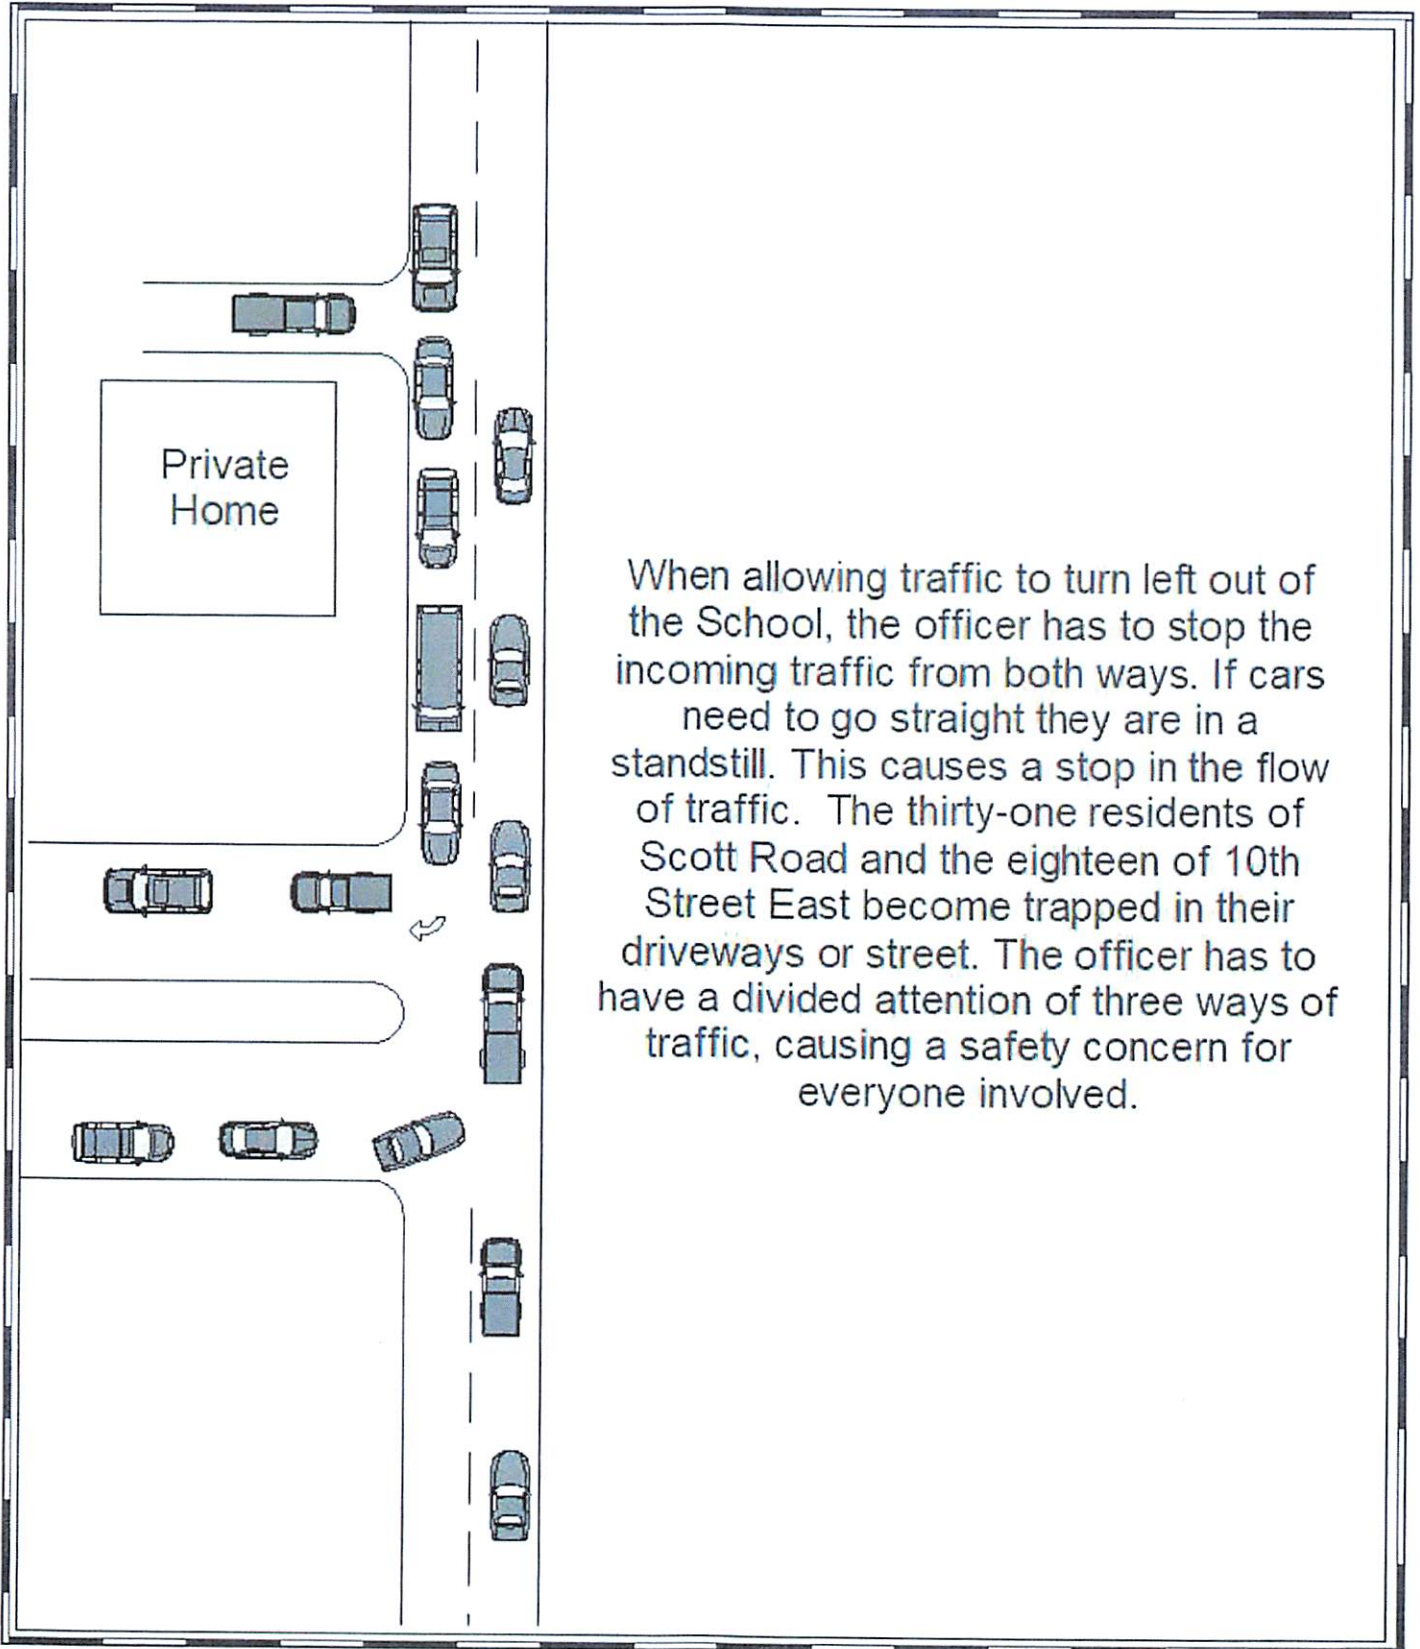 Private
Home
When allowing traffic to turn left out of
the School, the officer has to stop the
incoming traffic from both ways. If cars
need to go straight they are in a
standstill. This causes a stop in the flow
of traffic.  The thirty-one residents of
Scott Road and the eighteen of 10th
Street East become trapped in their
driveways or street. The officer has to
have a divided attention of three ways of
traffic, causing a safety concern for
everyone involved.